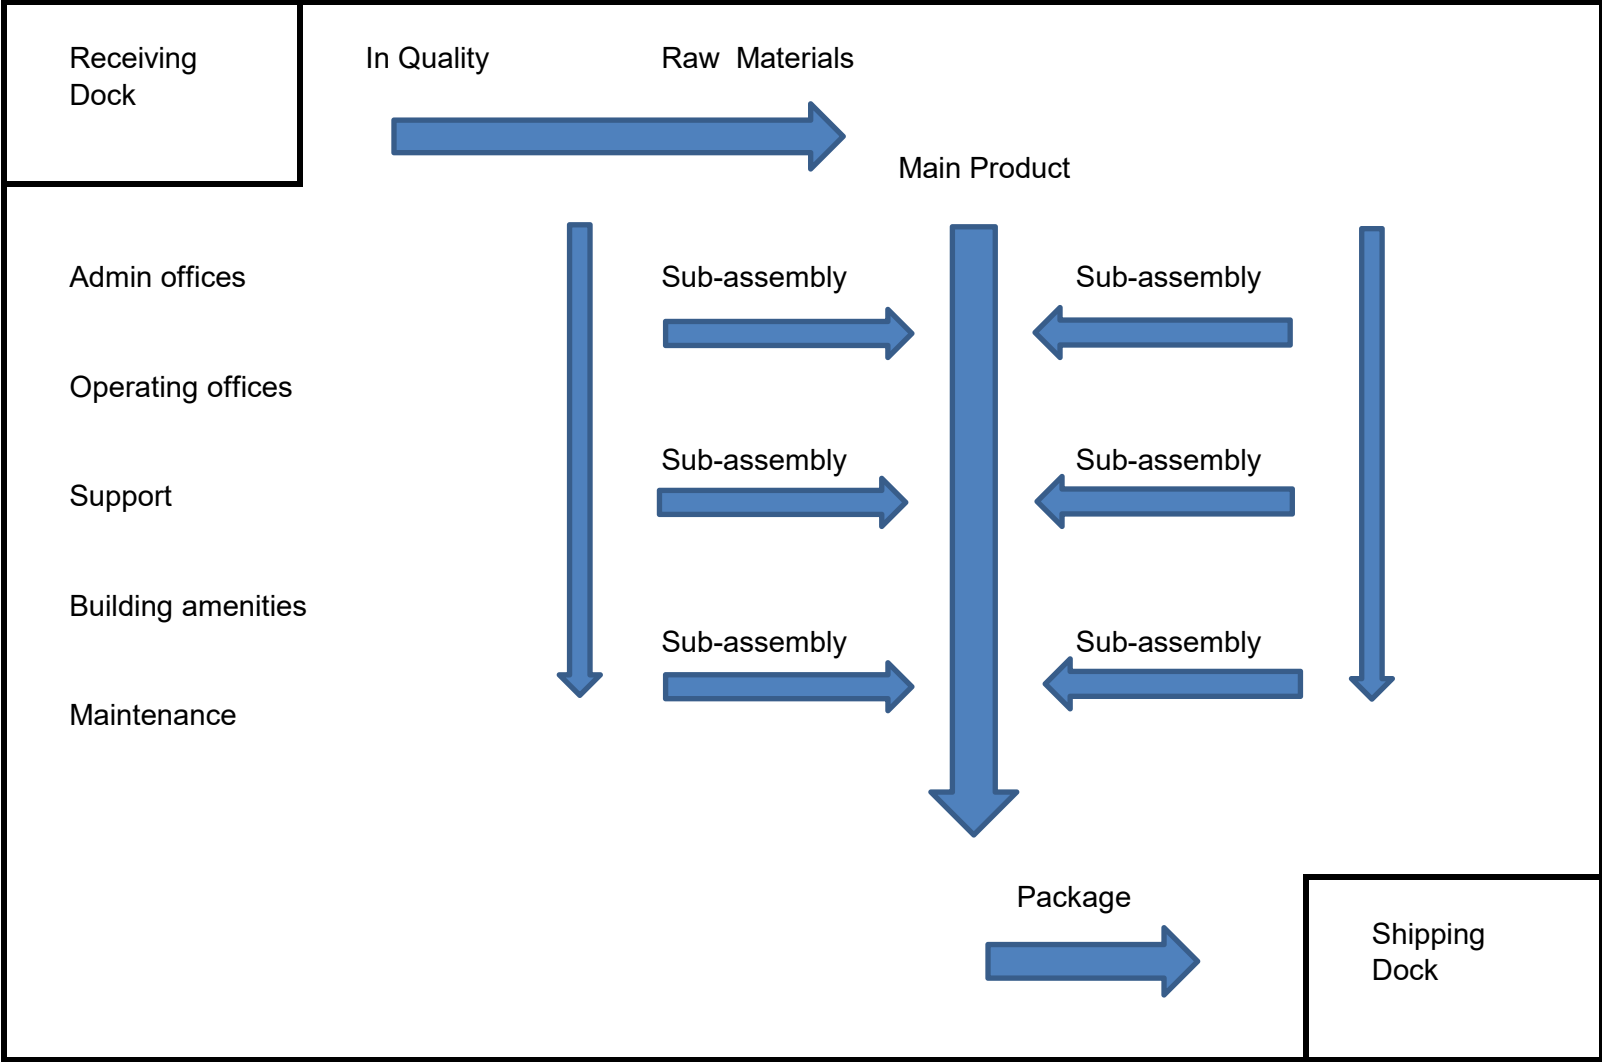 Receiving
Dock
In Quality
Raw  Materials
Main Product
Admin offices
Sub-assembly
Sub-assembly
Operating offices
Sub-assembly
Sub-assembly
Support
Building amenities
Sub-assembly
Sub-assembly
Maintenance
Package
Shipping
Dock